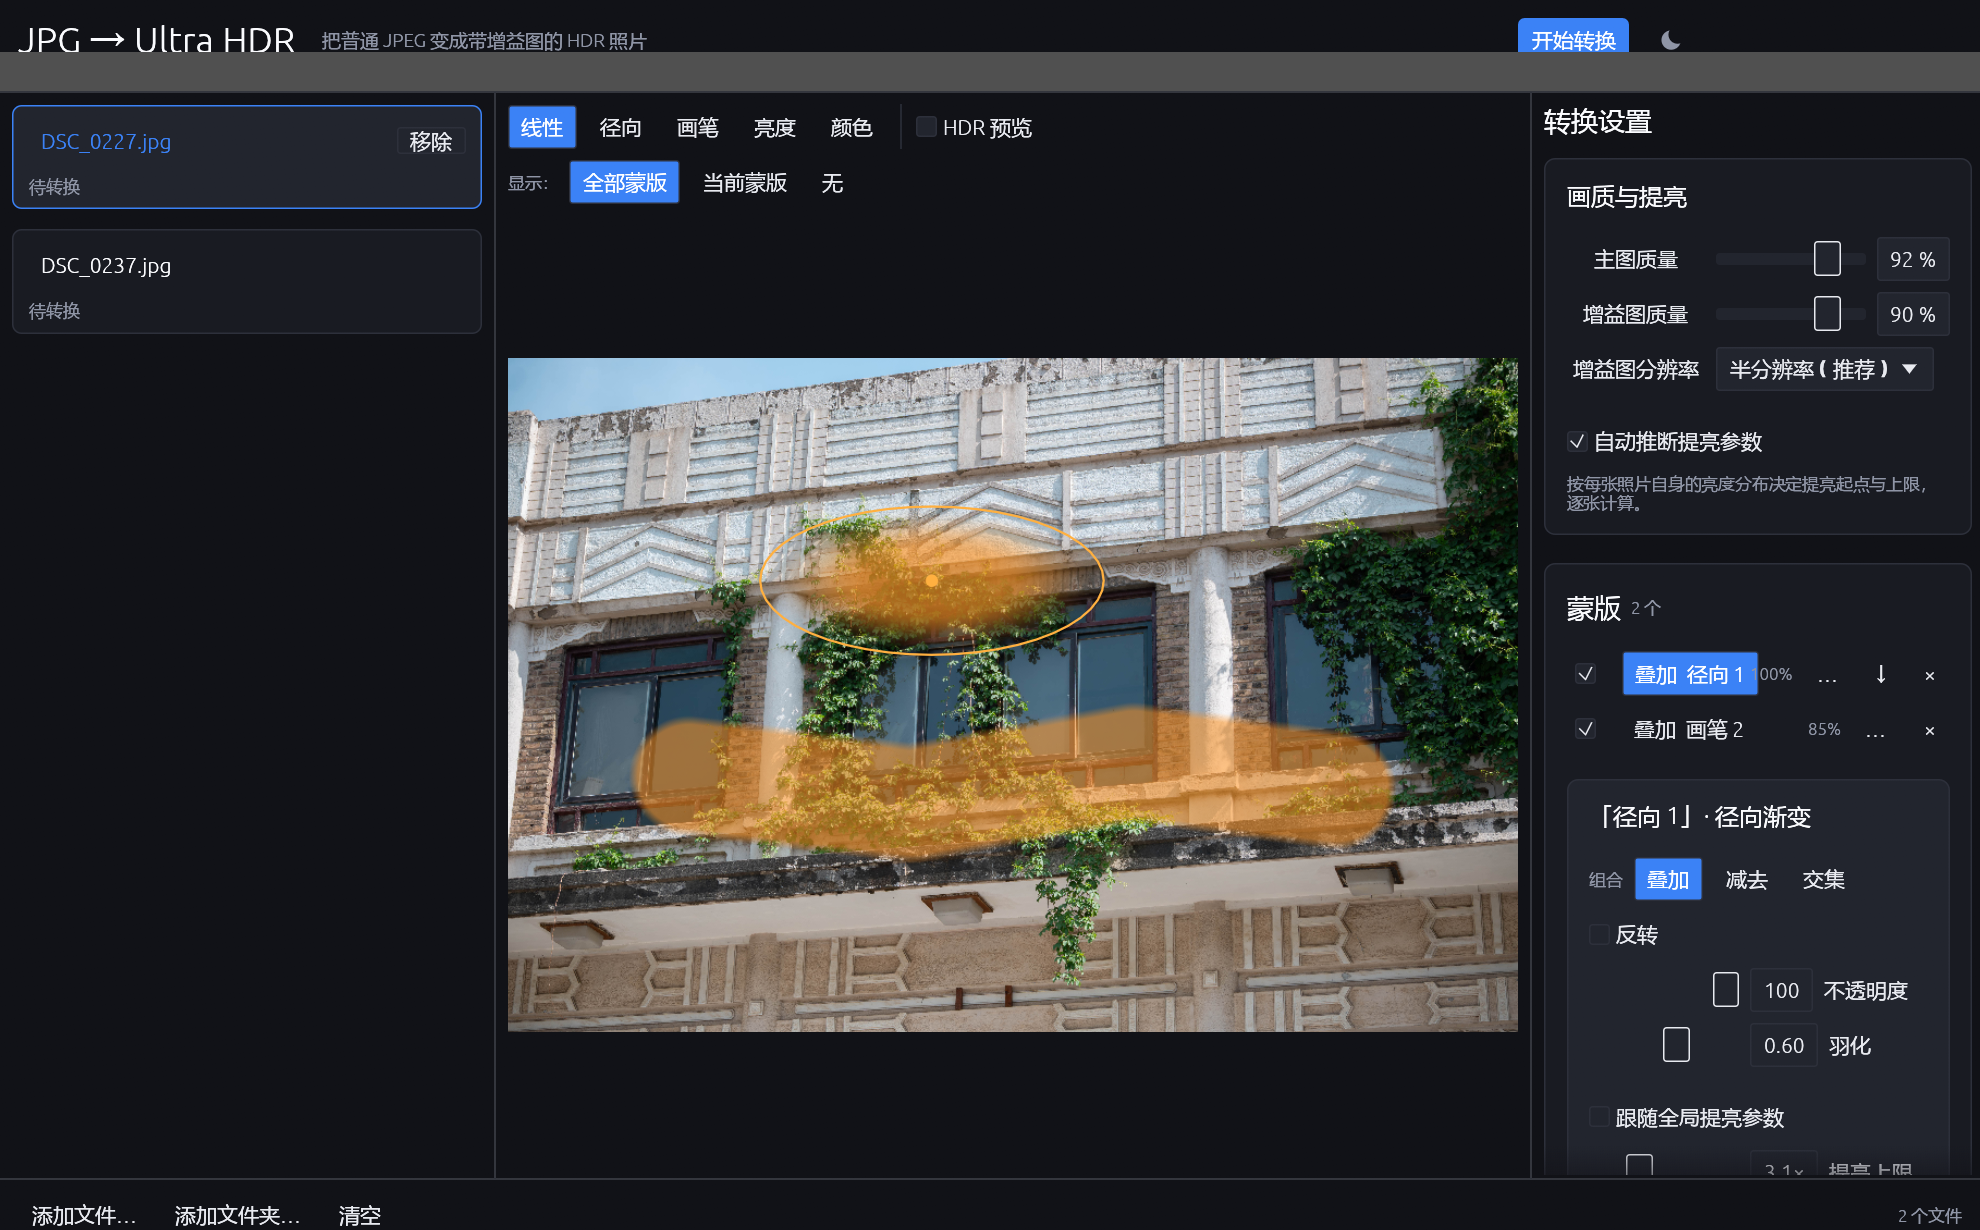 JPG → Ultra HDR 把普通 JPEG 变成带增益图的 HDR 照片 开始转换
DSC_0227.jpg 移除
待转换
DSC_0237.jpg
待转换
线性 径向 画笔 亮度 颜色 HDR 预览
显示: 全部蒙版 当前蒙版 无
转换设置
画质与提亮
主图质量 92 %
增益图质量 90 %
增益图分辨率 半分辨率 ( 推荐 )
自动推断提亮参数
按每张照片自身的亮度分布决定提亮起点与上限,
逐张计算。
蒙版 2 个
叠加 径向 1 100% … ↓ ×
叠加 画笔 2 85% … ×
「径向 1」· 径向渐变
组合 叠加 减去 交集
反转
100 不透明度
0.60 羽化
跟随全局提亮参数
3.1× 提亮上限
添加文件… 添加文件夹… 清空 2 个文件